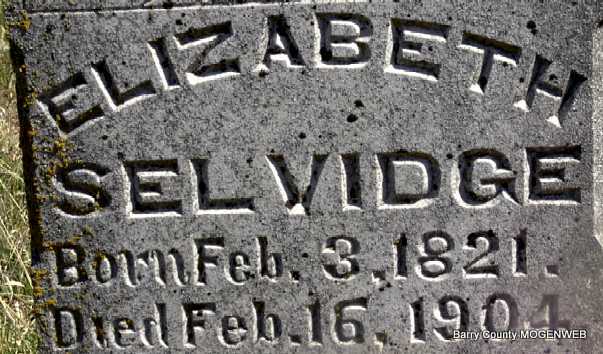 ELIZABETH
SELVIDGE
Born Feb. 3, 1821.
Died Feb. 16, 1904
Barry County MOGENWEB